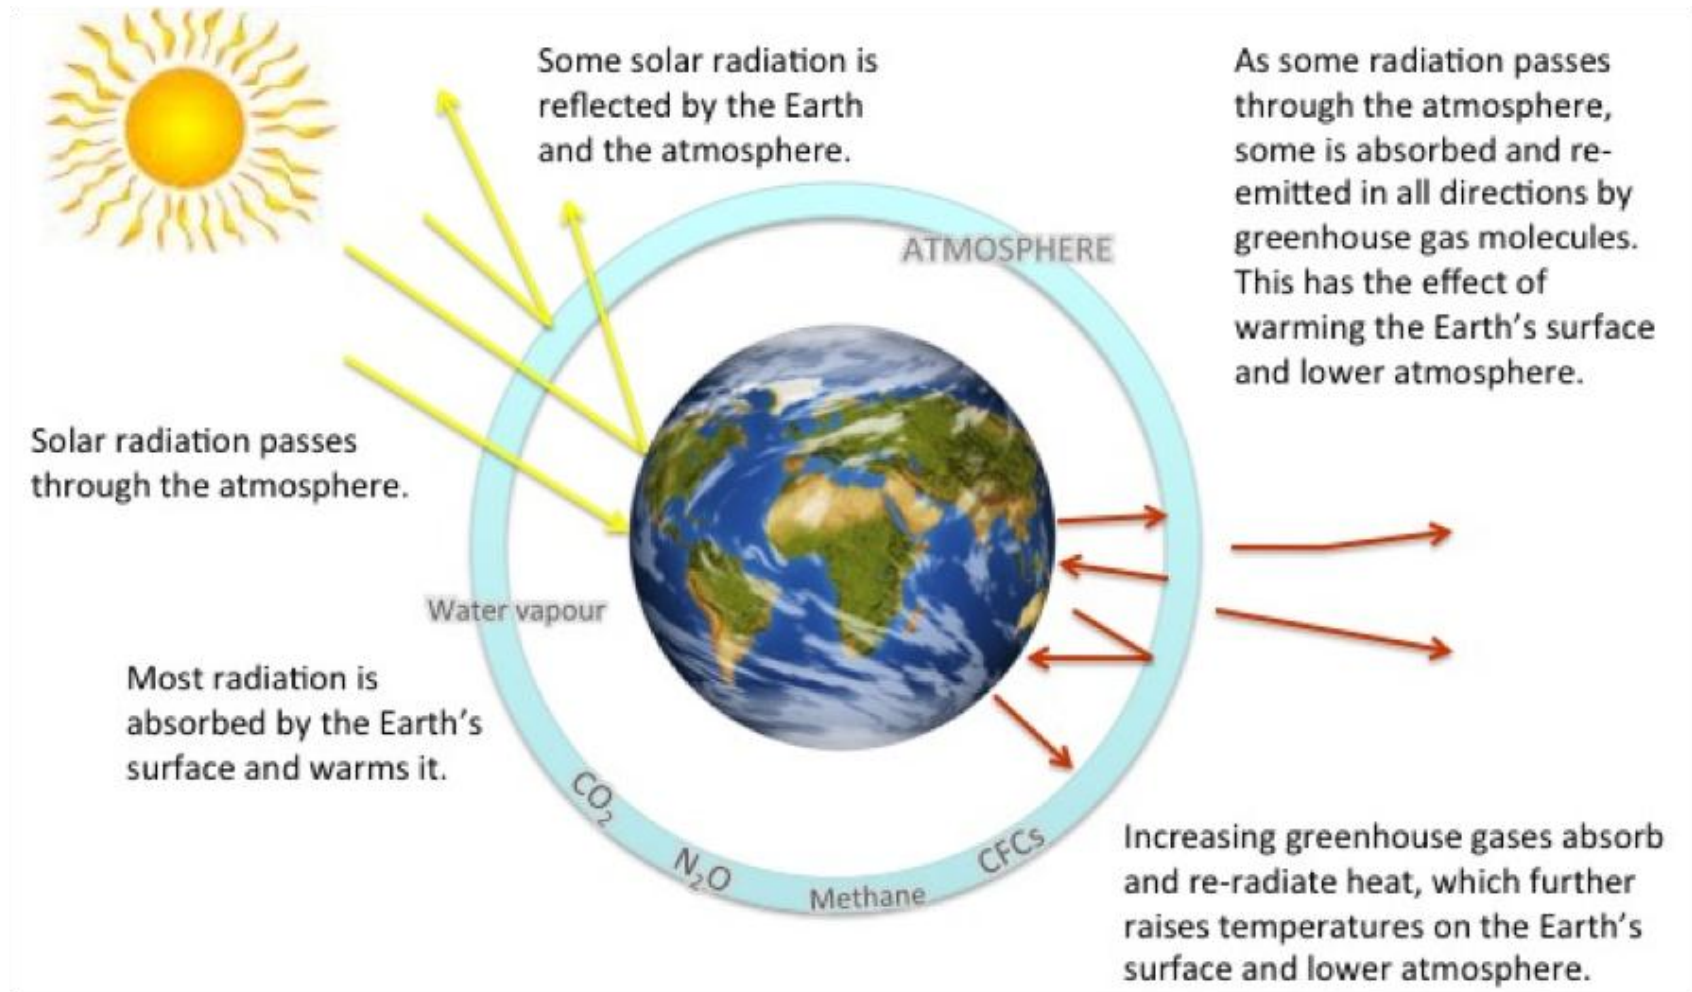 Some solar radiation is
reflected by the Earth
and the atmosphere.
As some radiation passes
through the atmosphere,
some is absorbed and re-
emitted in all directions by
greenhouse gas molecules.
This has the effect of
warming the Earth's surface
and lower atmosphere.
ATMOSPHERE
Solar radiation passes
through the atmosphere.
Water vapour
Most radiation is
absorbed by the Earth's
surface and warms it.
CO₂
N₂O
Methane
CFCs
Increasing greenhouse gases absorb
and re-radiate heat, which further
raises temperatures on the Earth's
surface and lower atmosphere.